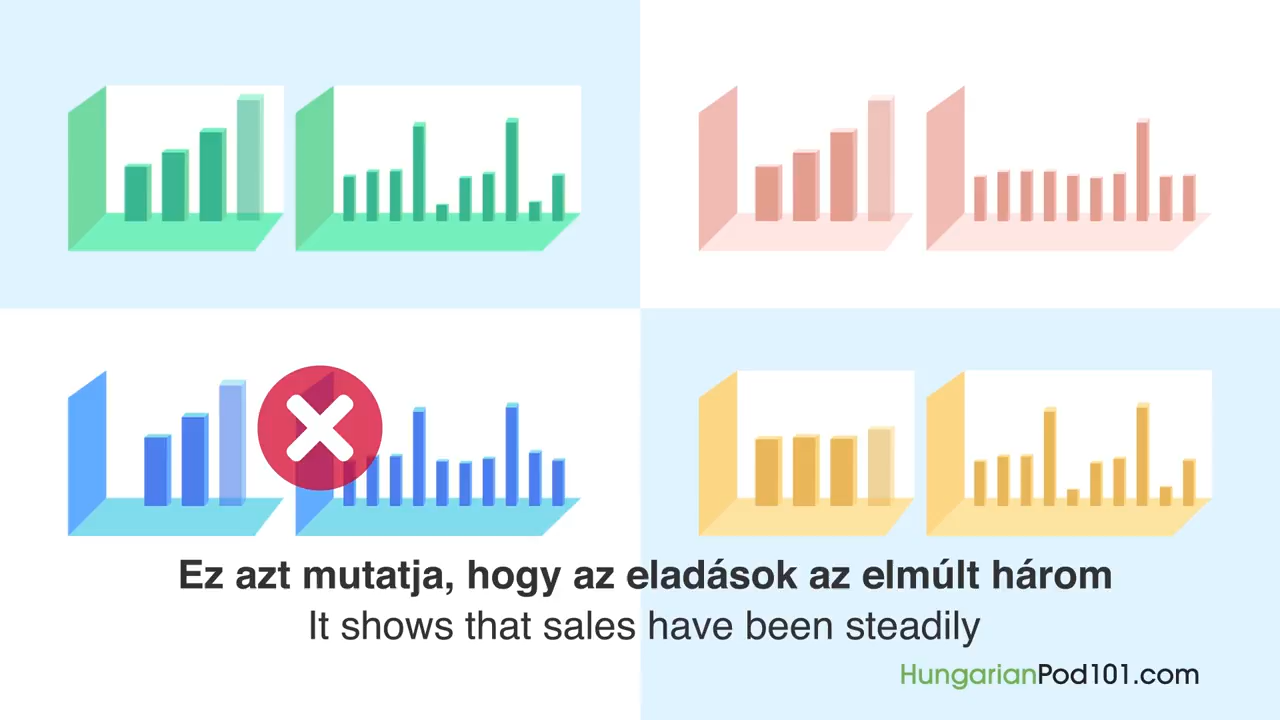 Ez azt mutatja, hogy az eladások az elmúlt három
It shows that sales have been steadily
HungarianPod101.com